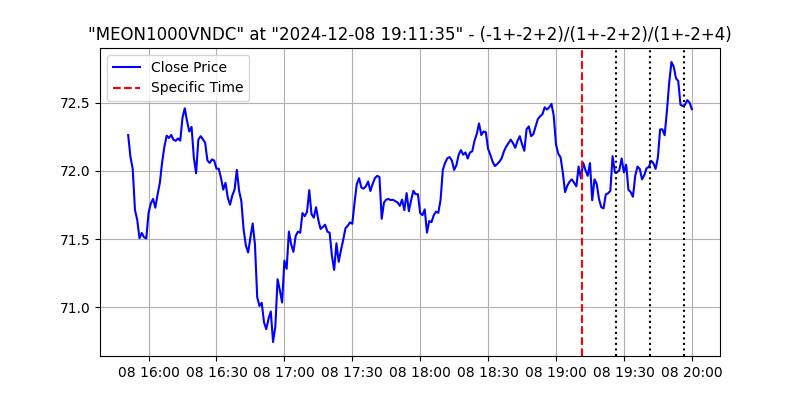 "MEON1000VNDC" at "2024-12-08 19:11:35" - (-1+-2+2)/(1+-2+2)/(1+-2+4)
Close Price
Specific Time
72.5
72.0
71.5
71.0
08 16:00 08 16:30 08 17:00 08 17:30 08 18:00 08 18:30 08 19:00 08 19:30 08 20:00